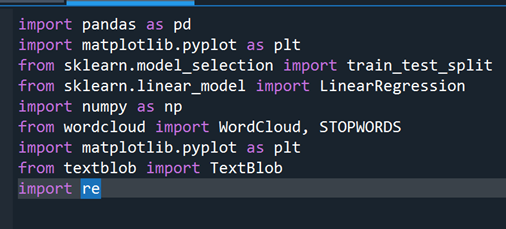 import pandas as pd
import matplotlib.pyplot as plt
from sklearn.model_selection import train_test_split
from sklearn.linear_model import LinearRegression
import numpy as np
from wordcloud import WordCloud, STOPWORDS
import matplotlib.pyplot as plt
from textblob import TextBlob
import re